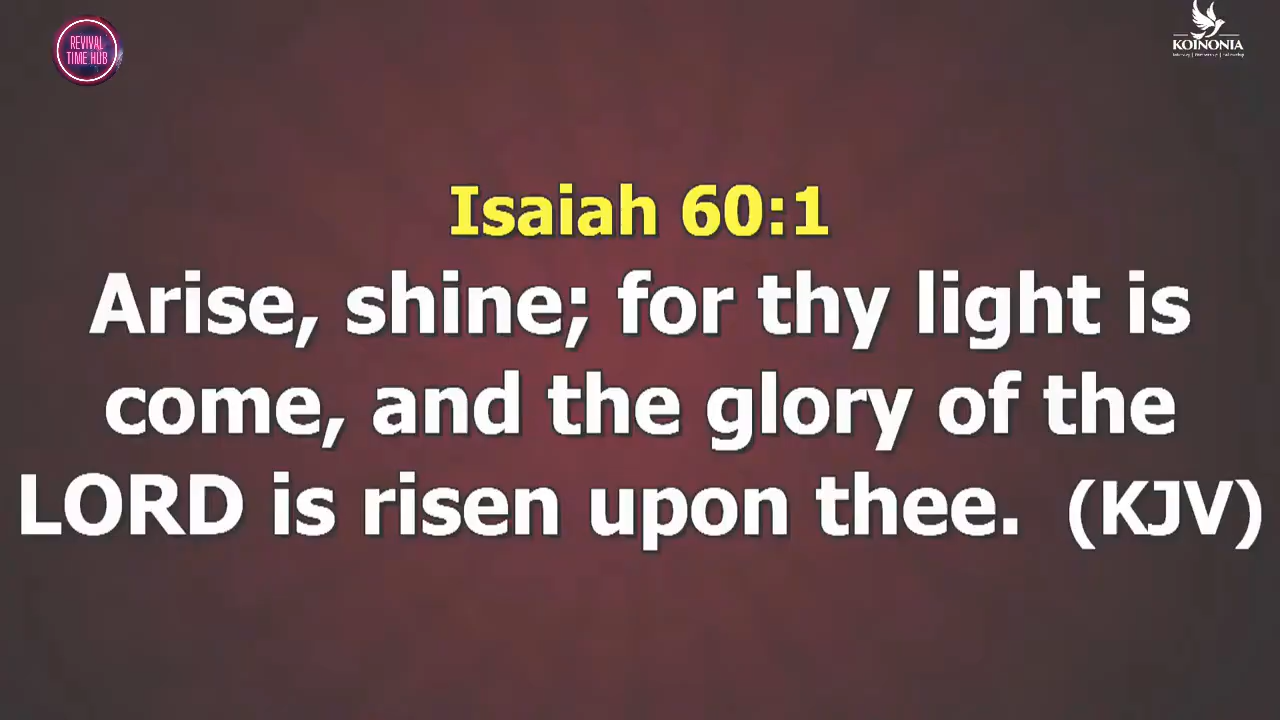 REVIVAL
TIME HUB
KOINONIA
Isaiah 60:1
Arise, shine; for thy light is
come, and the glory of the
LORD is risen upon thee.  (KJV)